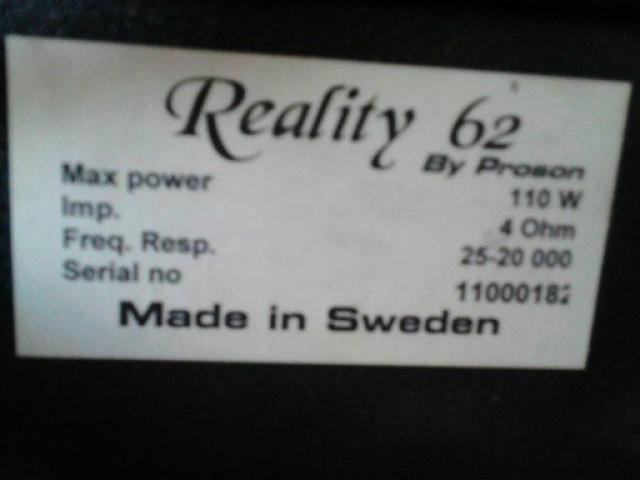 Reality 62
By Proson
Max power 110 W
Imp. 4 Ohm
Freq. Resp. 25-20 000
Serial no 11000182
Made in Sweden